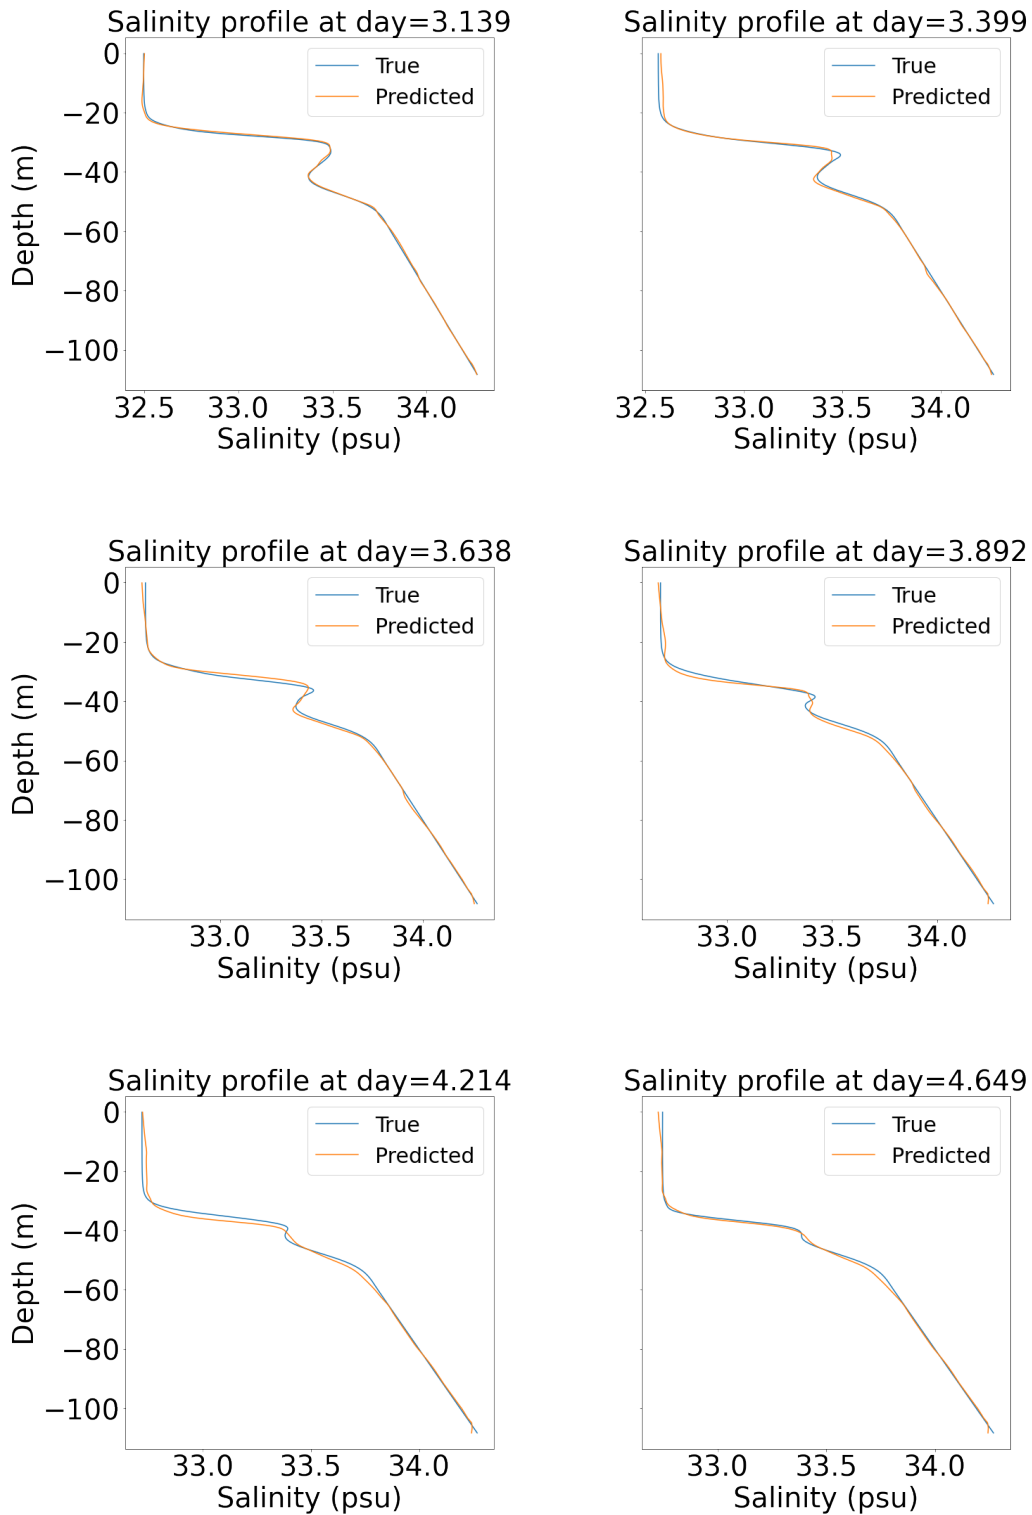 Salinity profile at day=3.139
0
−20
−40
−60
−80
−100
Depth (m)
True
Predicted
32.5 33.0 33.5 34.0
Salinity (psu)
Salinity profile at day=3.399
True
Predicted
32.5 33.0 33.5 34.0
Salinity (psu)
Salinity profile at day=3.638
0
−20
−40
−60
−80
−100
Depth (m)
True
Predicted
33.0 33.5 34.0
Salinity (psu)
Salinity profile at day=3.892
True
Predicted
33.0 33.5 34.0
Salinity (psu)
Salinity profile at day=4.214
0
−20
−40
−60
−80
−100
Depth (m)
True
Predicted
33.0 33.5 34.0
Salinity (psu)
Salinity profile at day=4.649
True
Predicted
33.0 33.5 34.0
Salinity (psu)